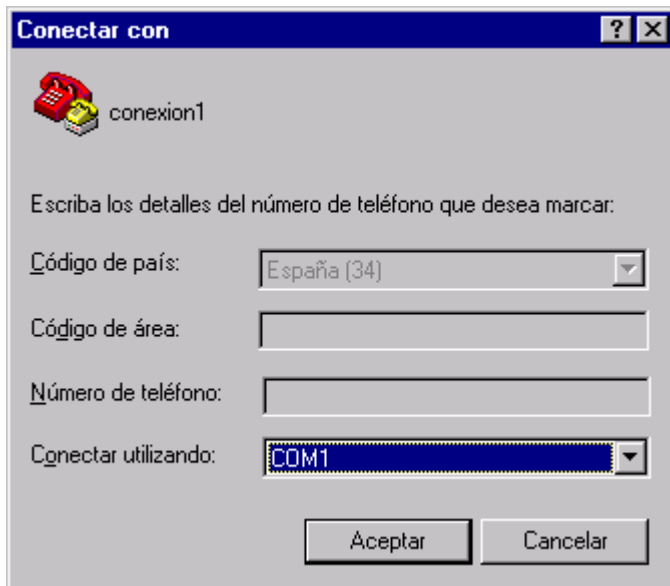 Conectar con
conexion1
Escriba los detalles del número de teléfono que desea marcar:
Código de país: España (34)
Código de área:
Número de teléfono:
Conectar utilizando: COM1
Aceptar Cancelar